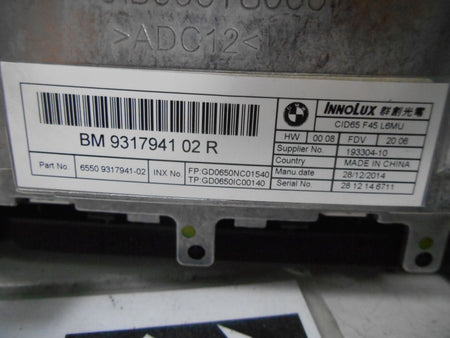 >ADC12<
BM 9317941 02 R
Part No 6550 9317941-02 INX No. FP:GD0650NC01540
TP:GD0650IC00140
BMW
INNOLUX 群創光電
CID65 F45 L6MU
HW 00 08 FDV 20 06
Supplier No. 193304-10
Country MADE IN CHINA
Manu date 28/12/2014
Serial No. 28 12 14 6711